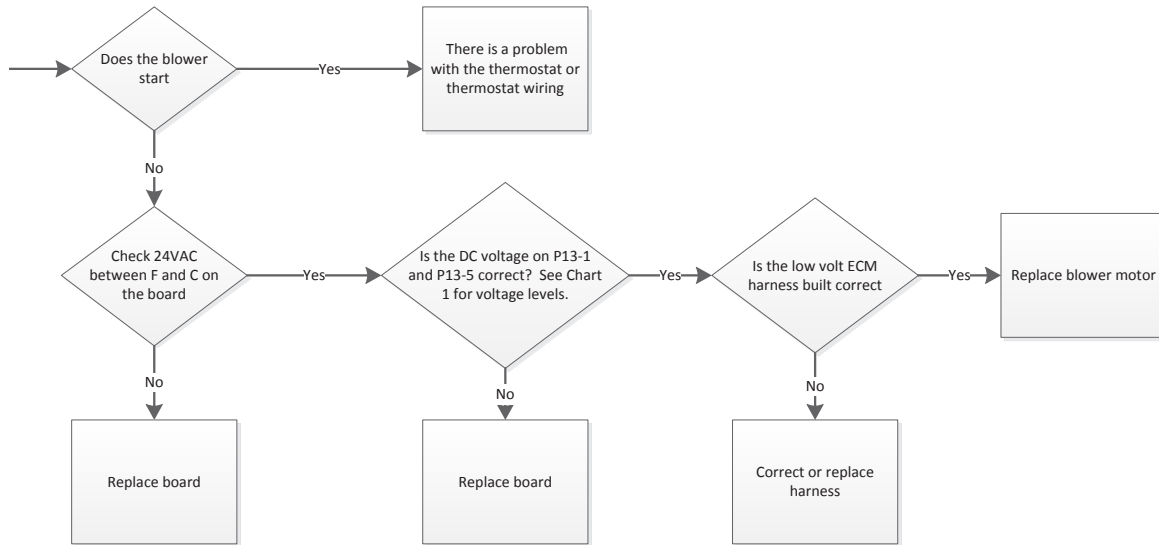 Does the blower
start
Yes
There is a problem
with the thermostat or
thermostat wiring
No
Check 24VAC
between F and C on
the board
Yes
Is the DC voltage on P13-1
and P13-5 correct?  See Chart
1 for voltage levels.
Yes
Is the low volt ECM
harness built correct
Yes
Replace blower motor
No
No
No
Replace board
Replace board
Correct or replace
harness